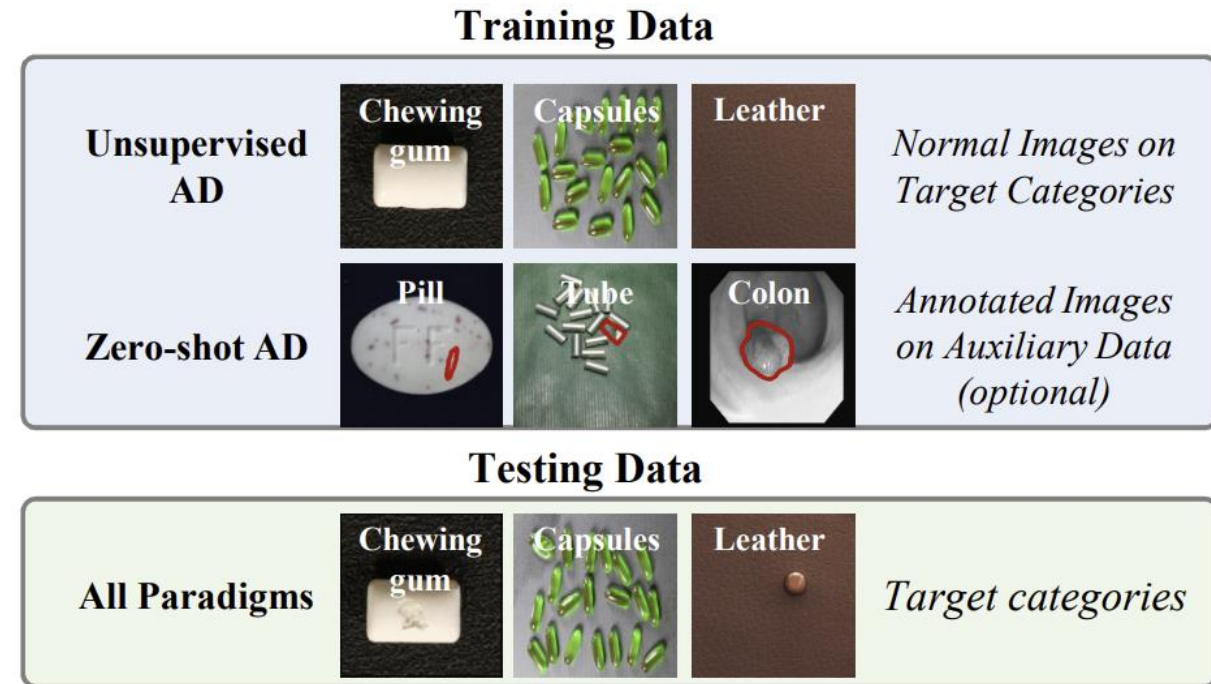 Training Data
Unsupervised
AD
Chewing
gum
Capsules
Leather
Normal Images on
Target Categories
Zero-shot AD
Pill
Tube
Colon
Annotated Images
on Auxiliary Data
(optional)
Testing Data
All Paradigms
Chewing
gum
Capsules
Leather
Target categories